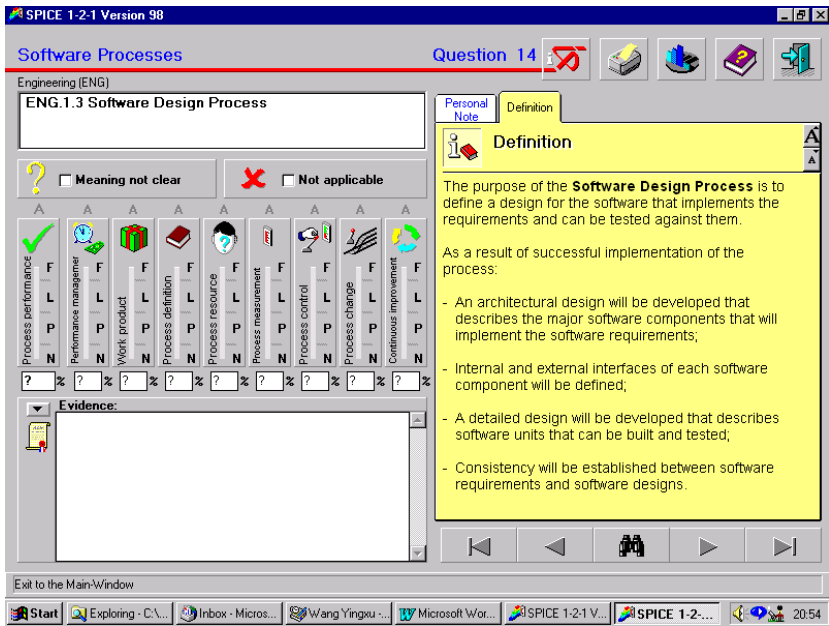 SPICE 1-2-1 Version 98
Software Processes
Question 14
Engineering (ENG)
ENG.1.3 Software Design Process
? Meaning not clear
Not applicable
A A A A A A A A A
Process performance
F
L
P
N
Performance managemer
F
L
P
N
Work product
F
L
P
N
Process definition
F
L
P
N
Process resource
F
L
P
N
Process measurement
F
L
P
N
Process control
F
L
P
N
Process change
F
L
P
N
Continuous improvement
F
L
P
N
? % ? % ? % ? % ? % ? % ? % ? % ? %
Evidence:
Personal
Note
Definition
Definition
A
A
The purpose of the Software Design Process is to
define a design for the software that implements the
requirements and can be tested against them.
As a result of successful implementation of the
process:
- An architectural design will be developed that
describes the major software components that will
implement the software requirements;
- Internal and external interfaces of each software
component will be defined;
- A detailed design will be developed that describes
software units that can be built and tested;
- Consistency will be established between software
requirements and software designs.
Exit to the Main-Window
Start
Exploring - C:\...
Inbox - Micros...
Wang Yingxu -...
Microsoft Wor...
SPICE 1-2-1 V...
SPICE 1-2-...
20:54